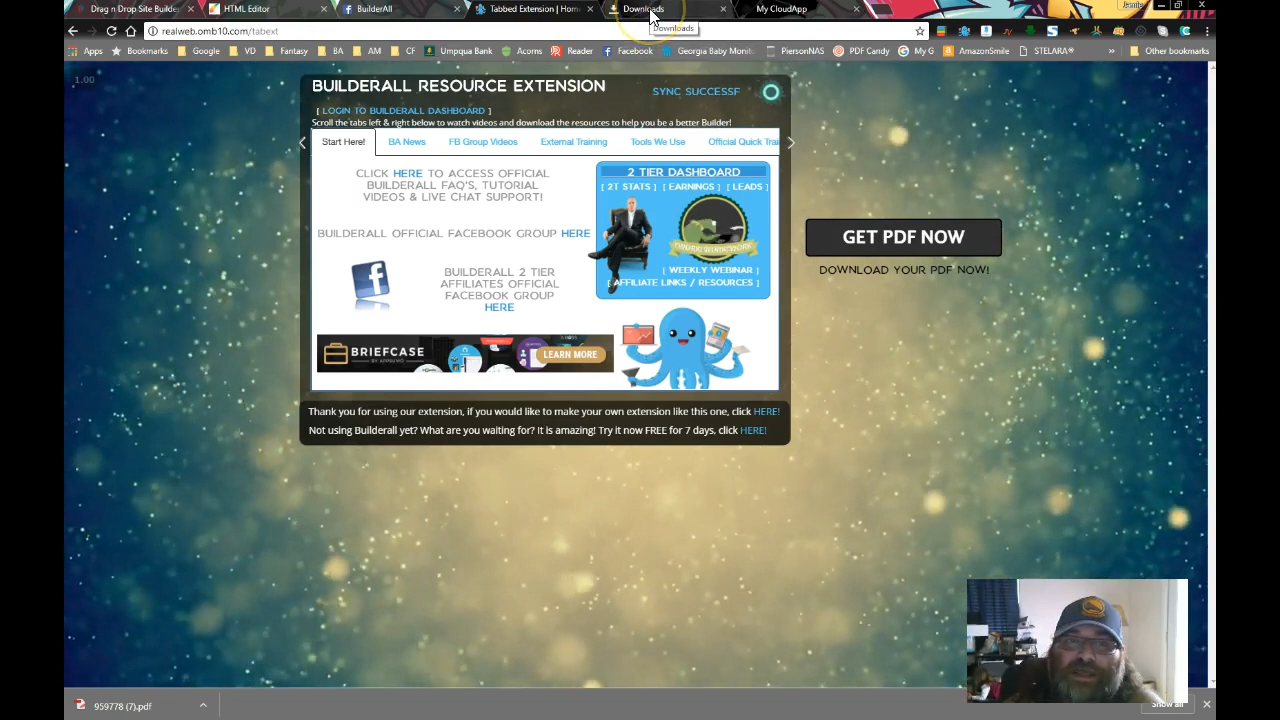 Drag n Drop Site Builde
HTML Editor
BuilderAll
Tabbed Extension | Hom
Downloads
My CloudApp
Jamie
realweb.omb10.com/tabext
Downloads
Apps
Bookmarks
Google
VD
Fantasy
BA
AM
CF
Umpqua Bank
Acorns
Reader
Facebook
Georgia Baby Monit
PiersonNAS
PDF Candy
My G
AmazonSmile
STELARA®
»
Other bookmarks
1.00
BUILDERALL RESOURCE EXTENSION
SYNC SUCCESSF
[ LOGIN TO BUILDERALL DASHBOARD ]
Scroll the tabs left & right below to watch videos and download the resources to help you be a better Builder!
Start Here!
BA News
FB Group Videos
External Training
Tools We Use
Official Quick Trai
CLICK HERE TO ACCESS OFFICIAL
BUILDERALL FAQ'S, TUTORIAL
VIDEOS & LIVE CHAT SUPPORT!
BUILDERALL OFFICIAL FACEBOOK GROUP HERE
BUILDERALL 2 TIER
AFFILIATES OFFICIAL
FACEBOOK GROUP
HERE
2 TIER DASHBOARD
[ 2T STATS ] [ EARNINGS ] [ LEADS ]
[ WEEKLY WEBINAR ]
[ AFFILIATE LINKS / RESOURCES ]
BRIEFCASE
LEARN MORE
GET PDF NOW
DOWNLOAD YOUR PDF NOW!
Thank you for using our extension, if you would like to make your own extension like this one, click HERE!
Not using Builderall yet? What are you waiting for? It is amazing! Try it now FREE for 7 days, click HERE!
959778 (7).pdf
Show all